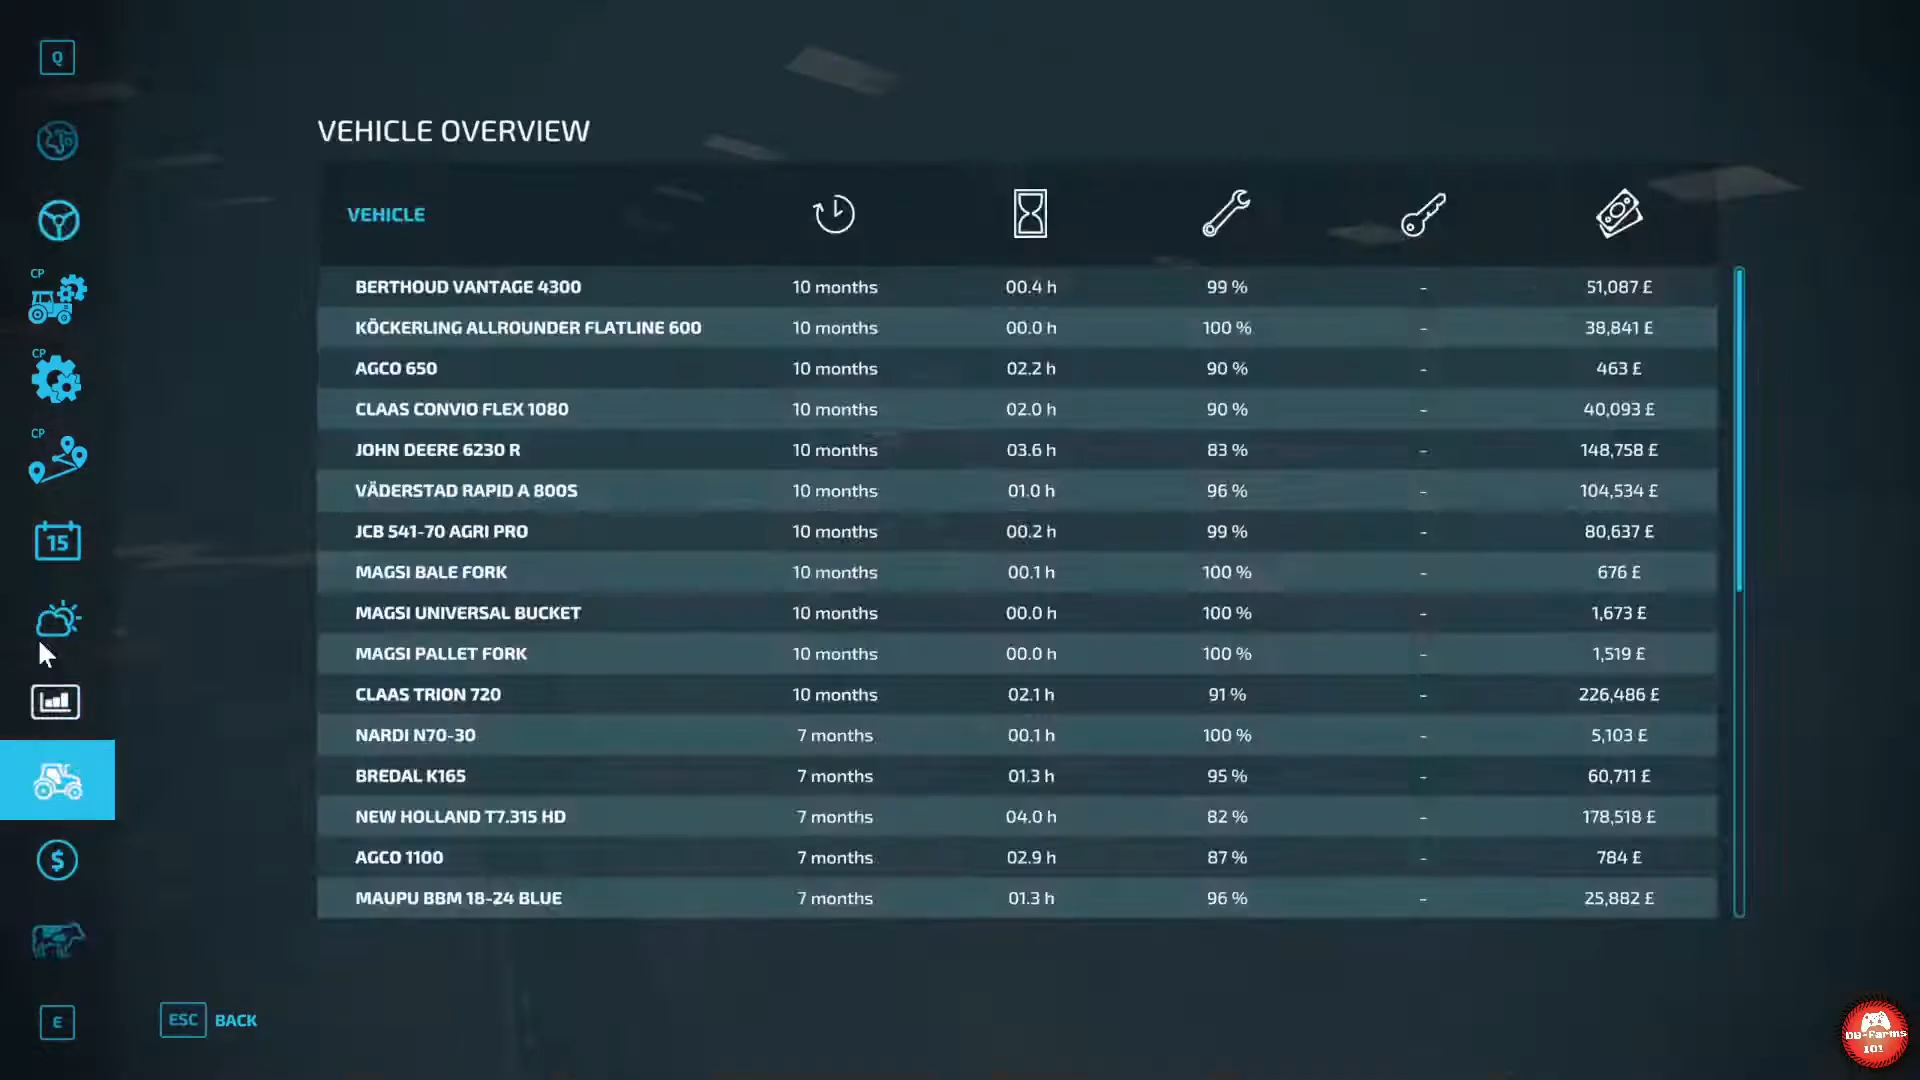 Q
VEHICLE OVERVIEW
VEHICLE
BERTHOUD VANTAGE 4300 10 months 00.4 h 99 % - 51,087 £
KÖCKERLING ALLROUNDER FLATLINE 600 10 months 00.0 h 100 % - 38,841 £
AGCO 650 10 months 02.2 h 90 % - 463 £
CLAAS CONVIO FLEX 1080 10 months 02.0 h 90 % - 40,093 £
JOHN DEERE 6230 R 10 months 03.6 h 83 % - 148,758 £
VÄDERSTAD RAPID A 800S 10 months 01.0 h 96 % - 104,534 £
JCB 541-70 AGRI PRO 10 months 00.2 h 99 % - 80,637 £
MAGSI BALE FORK 10 months 00.1 h 100 % - 676 £
MAGSI UNIVERSAL BUCKET 10 months 00.0 h 100 % - 1,673 £
MAGSI PALLET FORK 10 months 00.0 h 100 % - 1,519 £
CLAAS TRION 720 10 months 02.1 h 91 % - 226,486 £
NARDI N70-30 7 months 00.1 h 100 % - 5,103 £
BREDAL K165 7 months 01.3 h 95 % - 60,711 £
NEW HOLLAND T7.315 HD 7 months 04.0 h 82 % - 178,518 £
AGCO 1100 7 months 02.9 h 87 % - 784 £
MAUPU BBM 18-24 BLUE 7 months 01.3 h 96 % - 25,882 £
CP
CP
CP
15
$
E
ESC BACK
DB-Farms
101